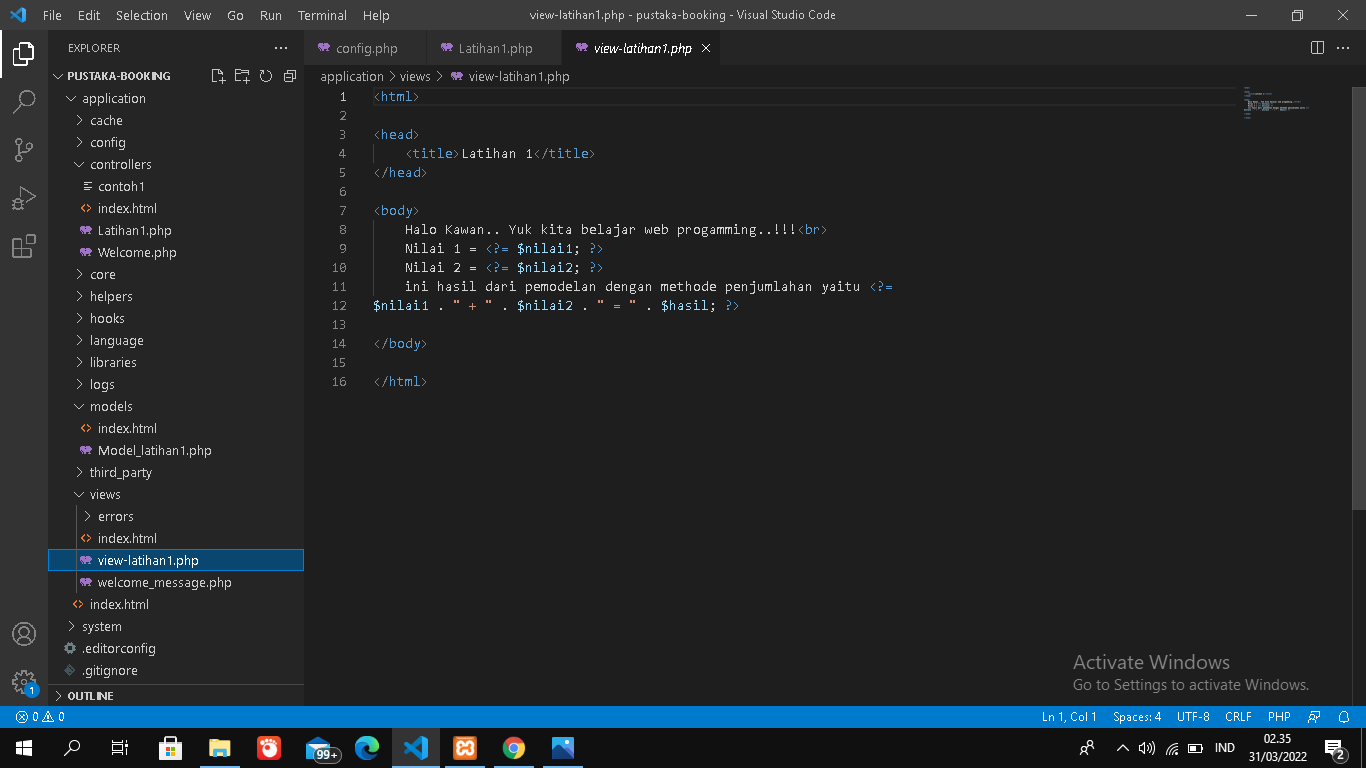 File Edit Selection View Go Run Terminal Help
view-latihan1.php - pustaka-booking - Visual Studio Code
EXPLORER
PUSTAKA-BOOKING
application
cache
config
controllers
contoh1
index.html
Latihan1.php
Welcome.php
core
helpers
hooks
language
libraries
logs
models
index.html
Model_latihan1.php
third_party
views
errors
index.html
view-latihan1.php
welcome_message.php
index.html
system
.editorconfig
.gitignore
OUTLINE
config.php Latihan1.php view-latihan1.php
application > views > view-latihan1.php
1 <html>
2
3 <head>
4 <title>Latihan 1</title>
5 </head>
6
7 <body>
8 Halo Kawan.. Yuk kita belajar web progamming..!!!<br>
9 Nilai 1 = <?= $nilai1; ?>
10 Nilai 2 = <?= $nilai2; ?>
11 ini hasil dari pemodelan dengan methode penjumlahan yaitu <?=
12 $nilai1 . " + " . $nilai2 . " = " . $hasil; ?>
13
14 </body>
15
16 </html>
Activate Windows
Go to Settings to activate Windows.
1
0 0
Ln 1, Col 1 Spaces: 4 UTF-8 CRLF PHP
99+
IND
02.35
31/03/2022
2